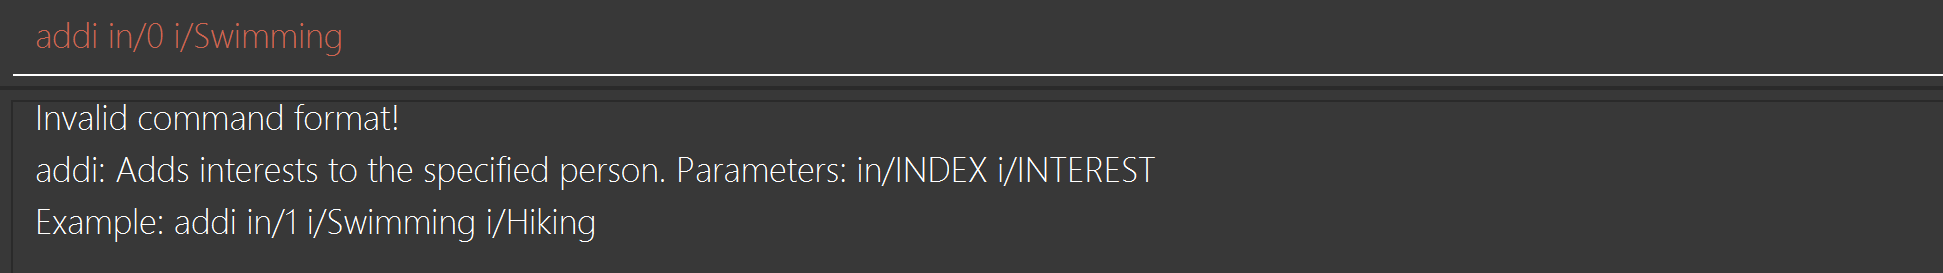 addi in/0 i/Swimming
Invalid command format!
addi: Adds interests to the specified person. Parameters: in/INDEX i/INTEREST
Example: addi in/1 i/Swimming i/Hiking